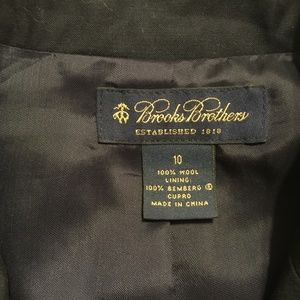 Brooks Brothers
ESTABLISHED 1818
10
100% WOOL
LINING:
100% BEMBERG ®
CUPRO
MADE IN CHINA